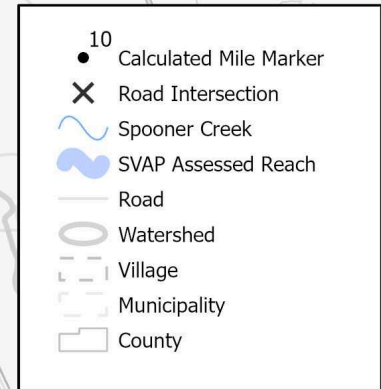 10
Calculated Mile Marker
Road Intersection
Spooner Creek
SVAP Assessed Reach
Road
Watershed
Village
Municipality
County